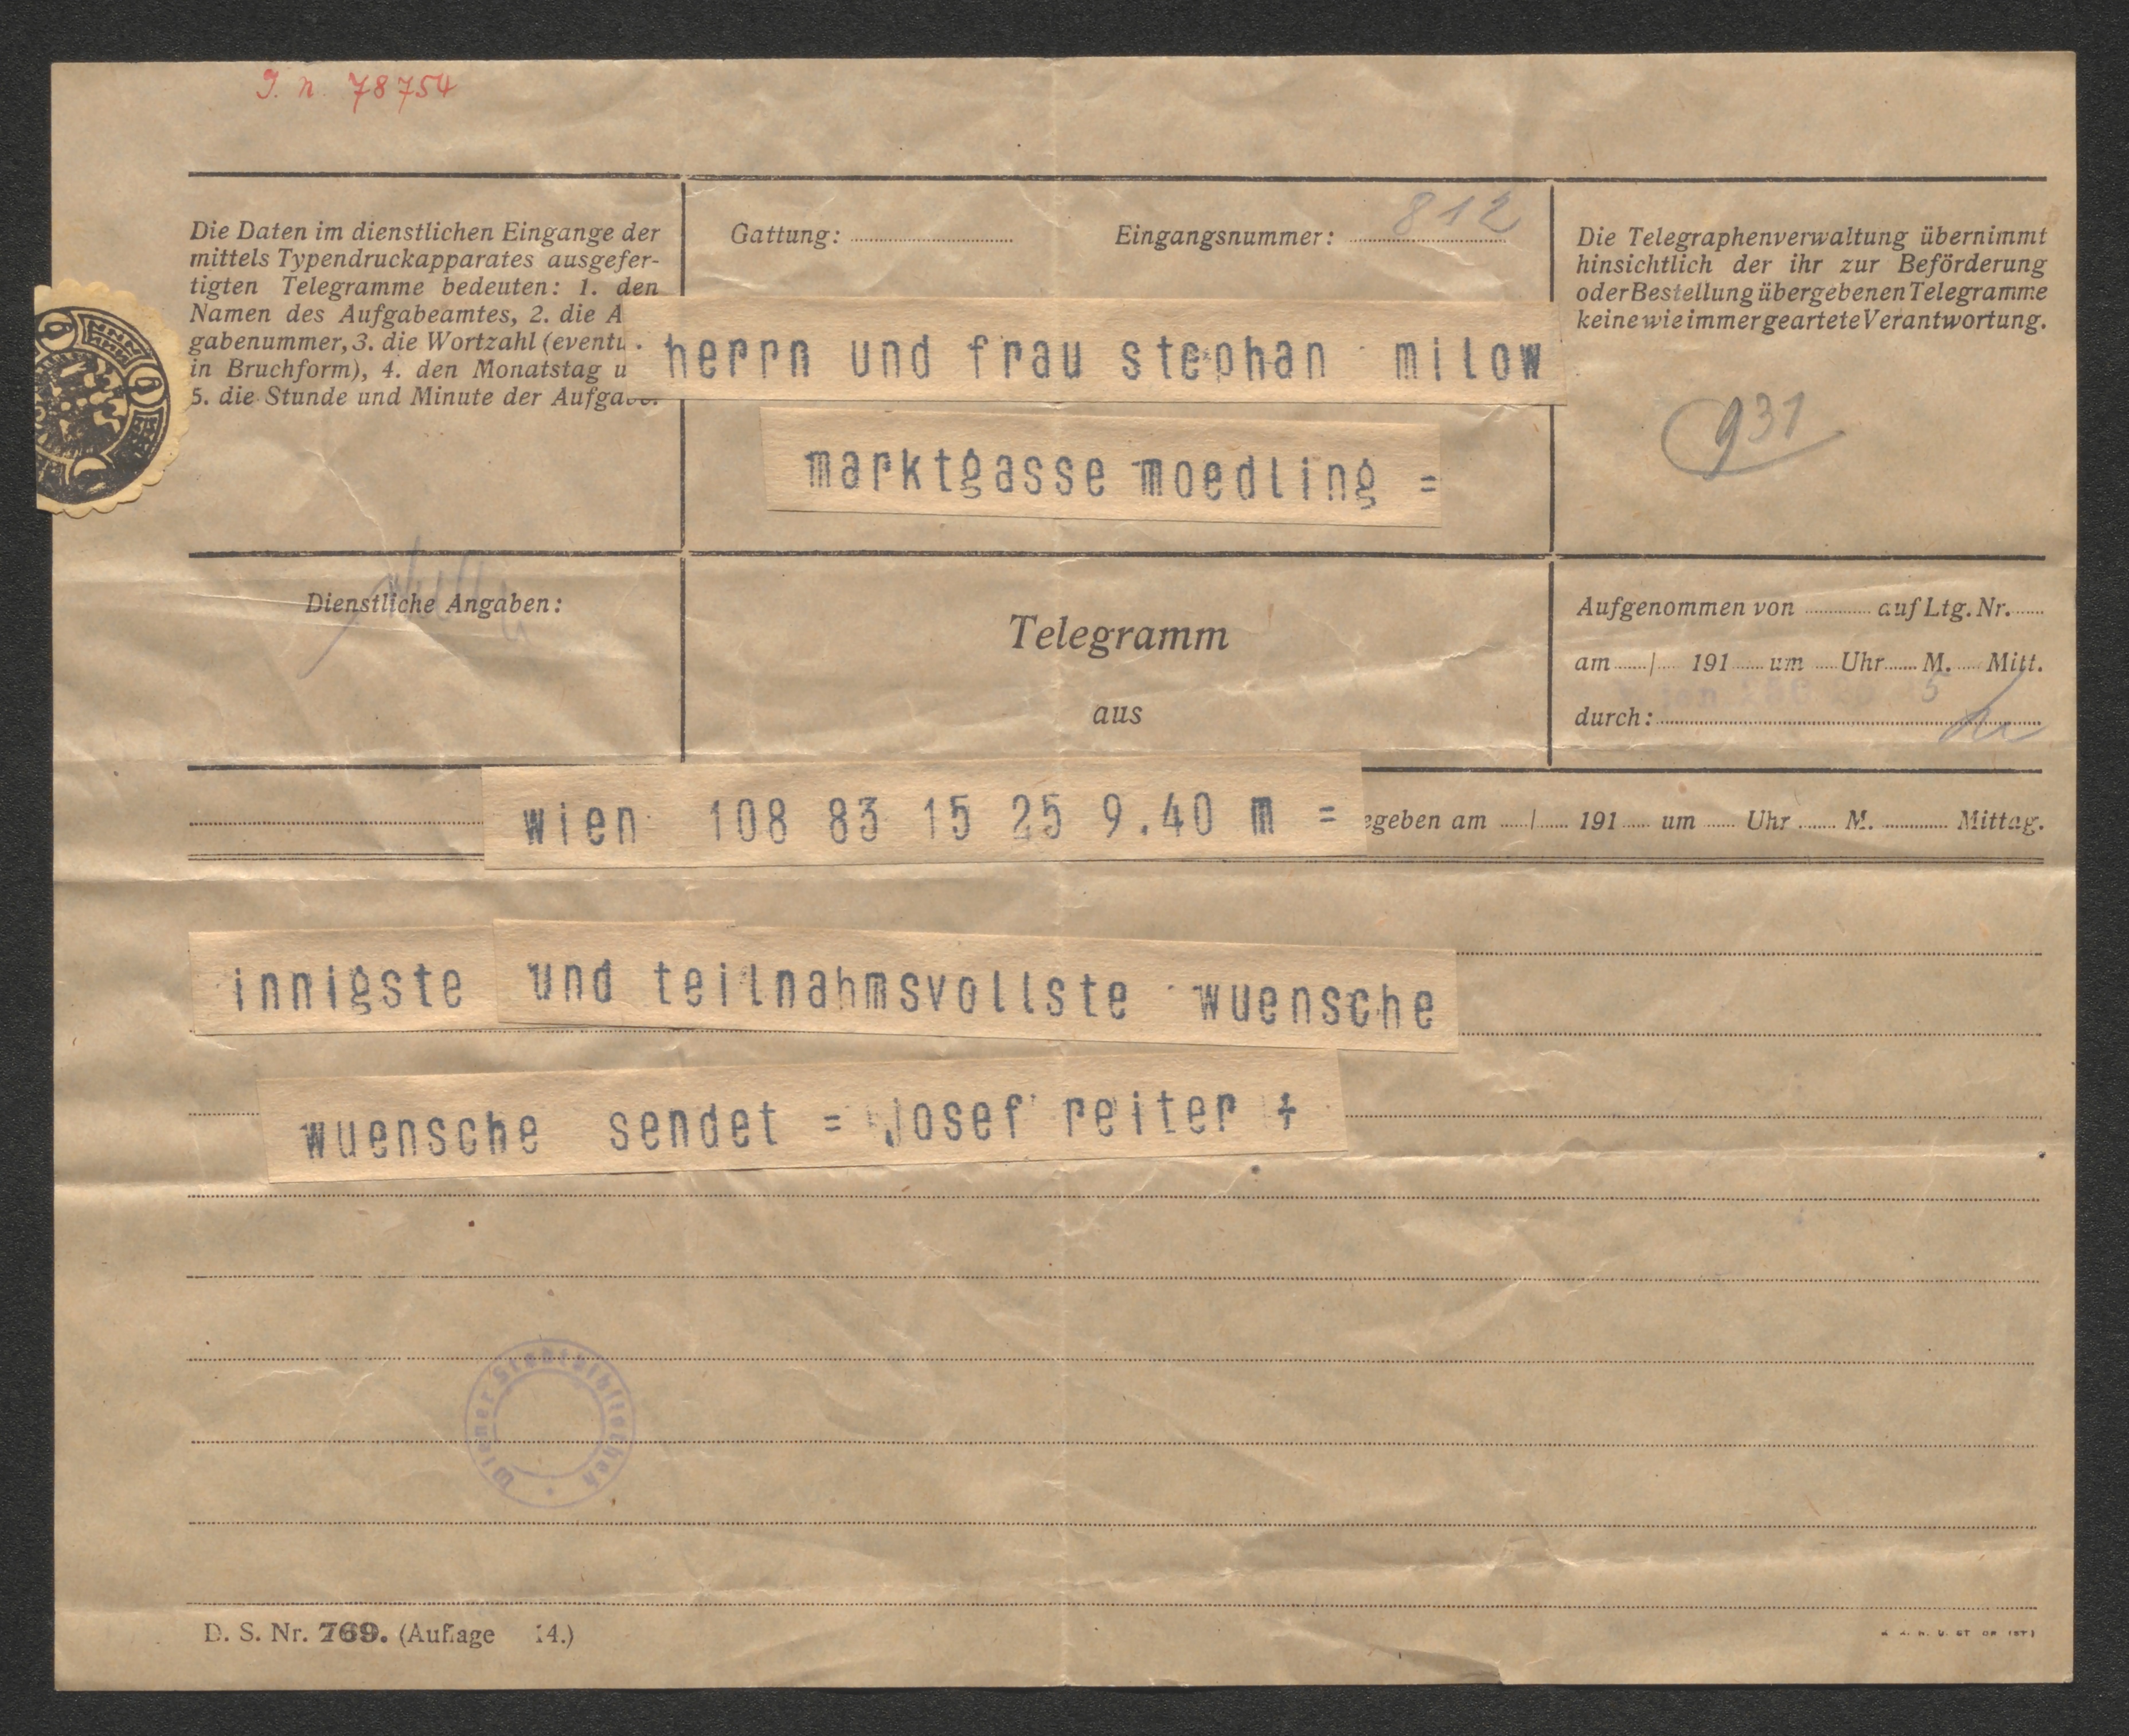 I. N. 78754
Die Daten im dienstlichen Eingange der
mittels Typendruckapparates ausgefer-
tigten Telegramme bedeuten: 1. den
Namen des Aufgabeamtes, 2. die A
gabenummer, 3. die Wortzahl (eventu
in Bruchform), 4. den Monatstag u
5. die Stunde und Minute der Aufgabe.
Gattung:
Eingangsnummer: 812
Die Telegraphenverwaltung übernimmt
hinsichtlich der ihr zur Beförderung
oder Bestellung übergebenen Telegramme
keine wie immer geartete Verantwortung.
herrn und frau stephan milow
marktgasse moedling =
931
Dienstliche Angaben:
Telegramm
aus
Aufgenommen von auf Ltg. Nr.
am / 191 um Uhr M. Mitt.
durch:
wien 108 83 15 25 9.40 m =
egeben am / 191 um Uhr M. Mittag.
innigste und teilnahmsvollste wuensche
wuensche sendet = josef reiter +
Wiener Stadtbibliothek
D. S. Nr. 769. (Auflage 14.)